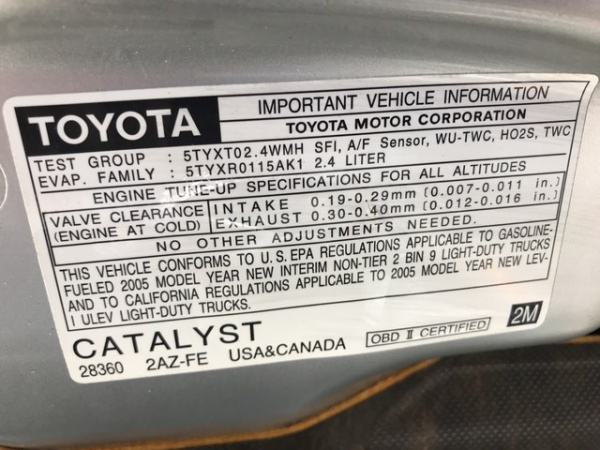 TOYOTA
IMPORTANT VEHICLE INFORMATION
TOYOTA MOTOR CORPORATION
TEST GROUP : 5TYXT02.4WMH SFI, A/F Sensor, WU-TWC, HO2S, TWC
EVAP. FAMILY : 5TYXR0115AK1 2.4 LITER
ENGINE TUNE-UP SPECIFICATIONS FOR ALL ALTITUDES
VALVE CLEARANCE
(ENGINE AT COLD)
INTAKE 0.19-0.29mm (0.007-0.011 in.)
EXHAUST 0.30-0.40mm (0.012-0.016 in.)
NO OTHER ADJUSTMENTS NEEDED.
THIS VEHICLE CONFORMS TO U.S.EPA REGULATIONS APPLICABLE TO GASOLINE-
FUELED 2005 MODEL YEAR NEW INTERIM NON-TIER 2 BIN 9 LIGHT-DUTY TRUCKS
AND TO CALIFORNIA REGULATIONS APPLICABLE TO 2005 MODEL YEAR NEW LEV-
I ULEV LIGHT-DUTY TRUCKS.
CATALYST
28360 2AZ-FE USA&CANADA
OBD II CERTIFIED
2M